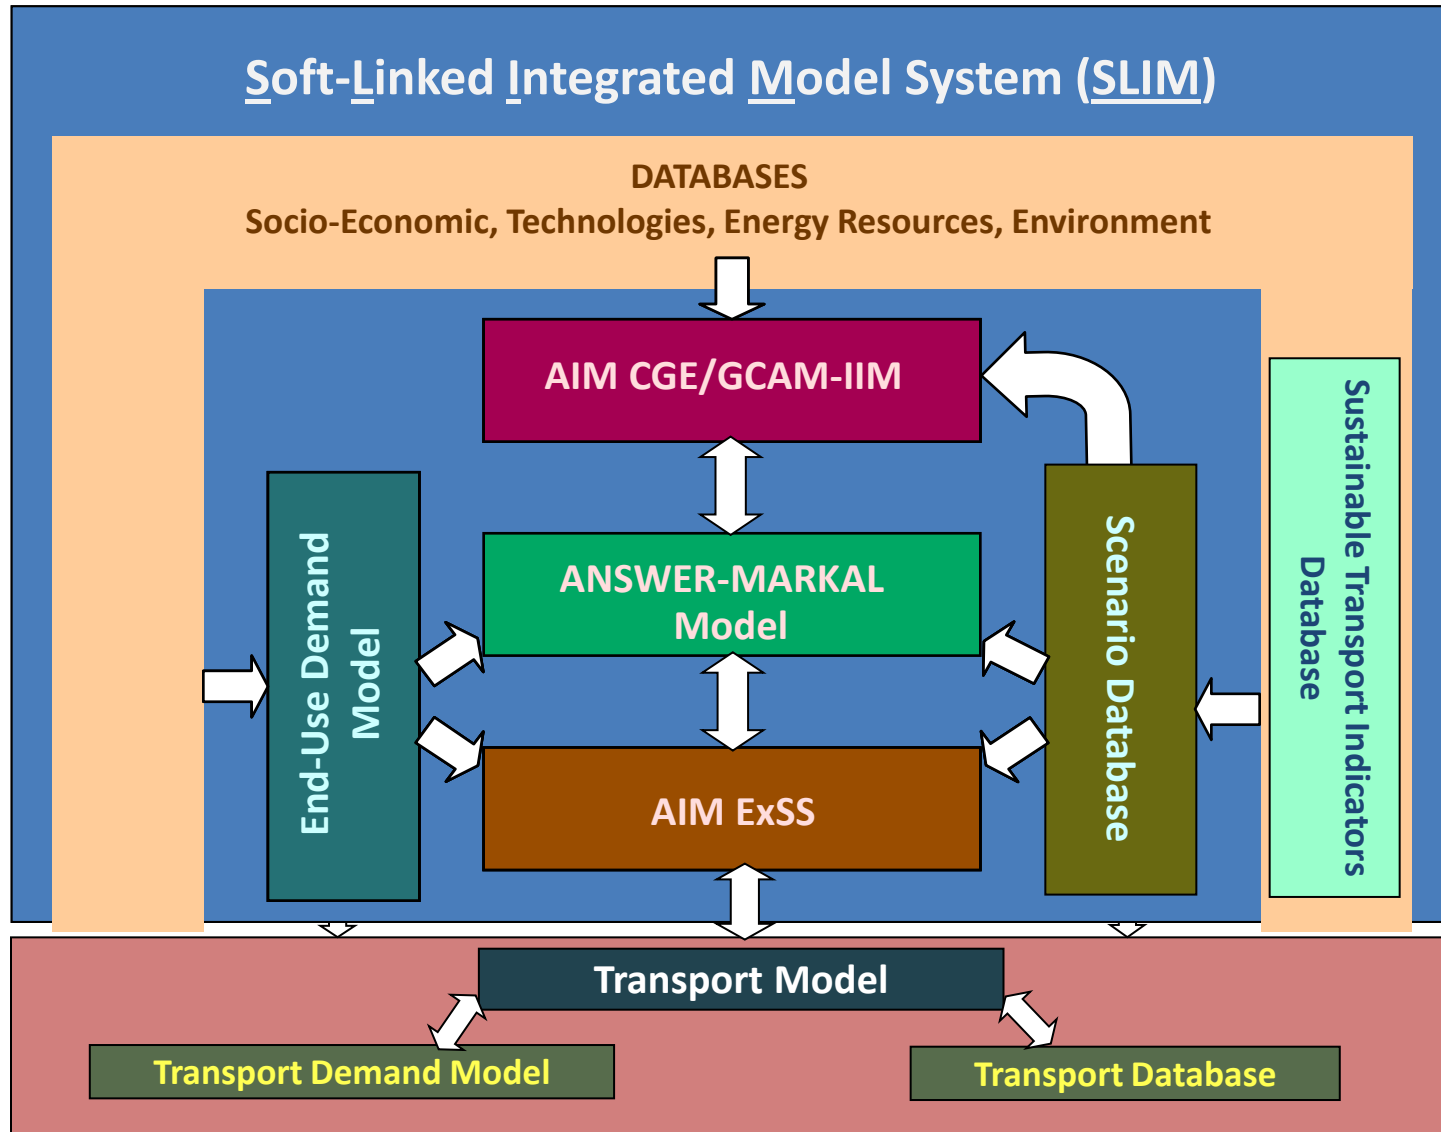 Soft-Linked Integrated Model System (SLIM)
DATABASES
Socio-Economic, Technologies, Energy Resources, Environment
AIM CGE/GCAM-IIM
End-Use Demand
Model
ANSWER-MARKAL
Model
Scenario Database
Sustainable Transport Indicators
Database
AIM ExSS
Transport Model
Transport Demand Model
Transport Database